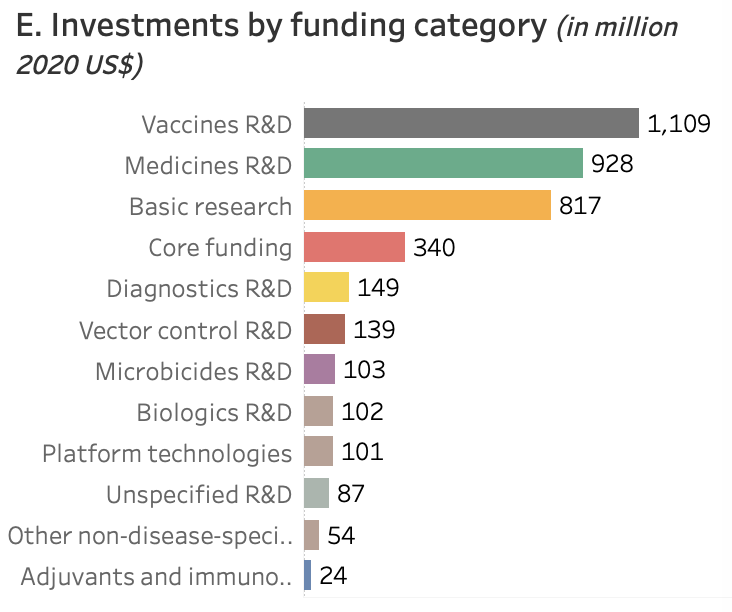 E. Investments by funding category (in million
2020 US$)
Vaccines R&D 1,109
Medicines R&D 928
Basic research 817
Core funding 340
Diagnostics R&D 149
Vector control R&D 139
Microbicides R&D 103
Biologics R&D 102
Platform technologies 101
Unspecified R&D 87
Other non-disease-speci.. 54
Adjuvants and immuno.. 24